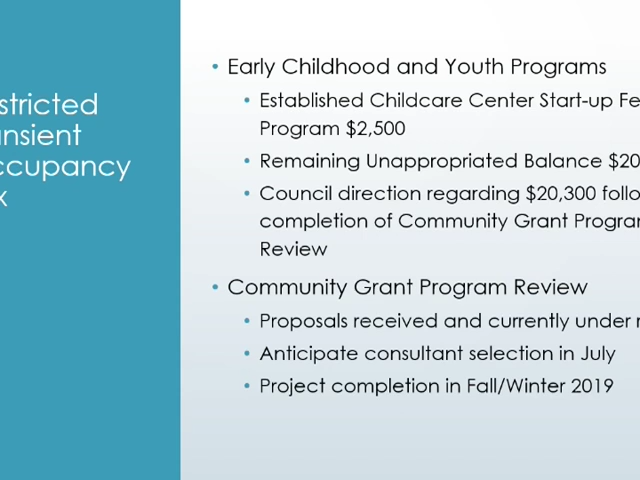 stricted
nsient
ccupancy
x
• Early Childhood and Youth Programs
• Established Childcare Center Start-up Fe
Program $2,500
• Remaining Unappropriated Balance $20
• Council direction regarding $20,300 follo
completion of Community Grant Progra
Review
• Community Grant Program Review
• Proposals received and currently under
• Anticipate consultant selection in July
• Project completion in Fall/Winter 2019